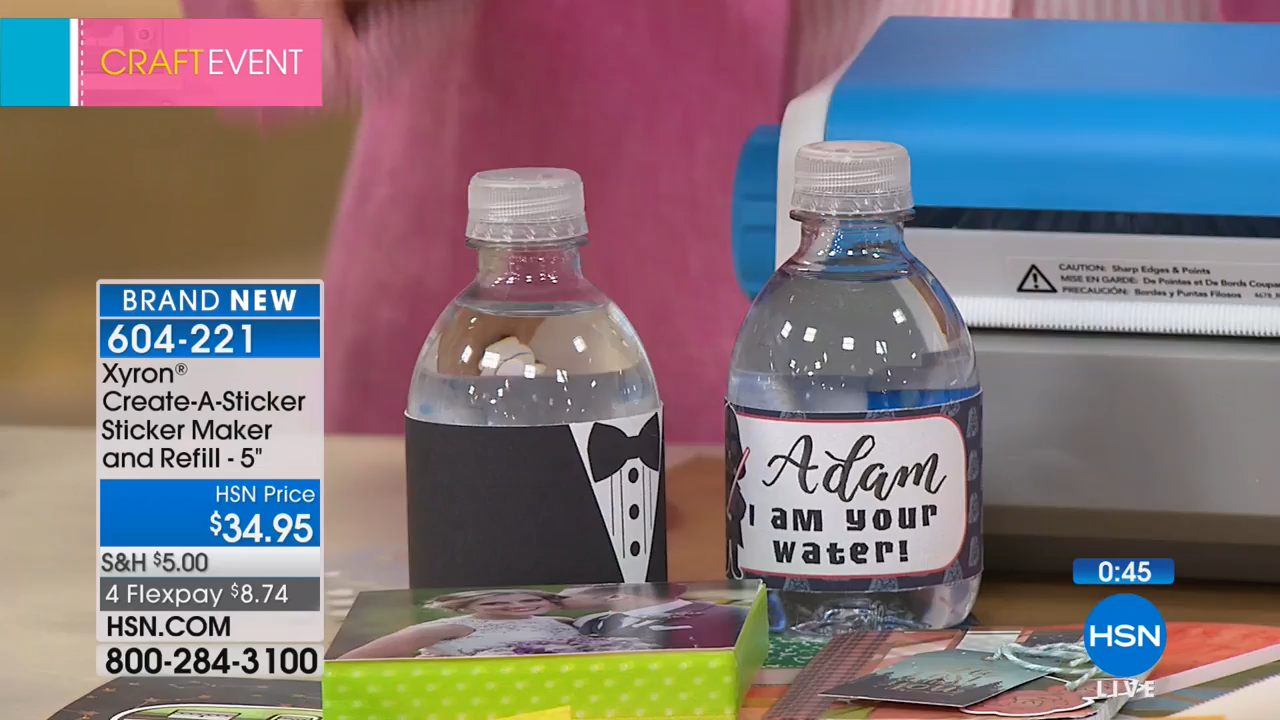 CRAFTEVENT
BRAND NEW
604-221
Xyron®
Create-A-Sticker
Sticker Maker
and Refill - 5"
HSN Price
$34.95
S&H $5.00
4 Flexpay $8.74
HSN.COM
800-284-3100
CAUTION: Sharp Edges & Points
MISE EN GARDE: De Pointes et De Bords Coupa
PRECAUCIÓN: Bordes y Puntas Filosos
Adam
I am your
water!
0:45
HSN
LIVE